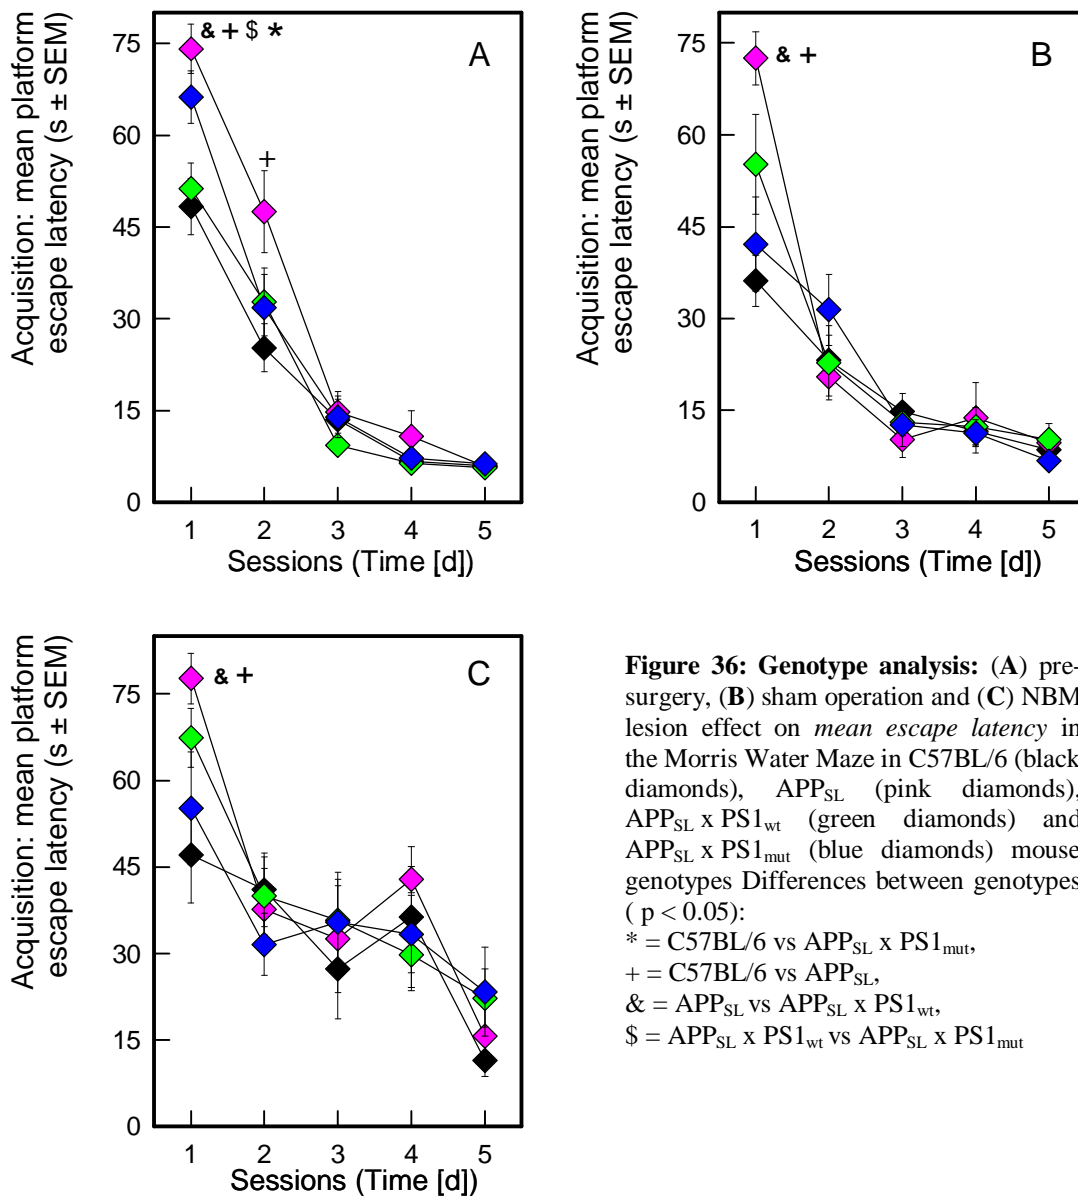 Acquisition: mean platform
escape latency (s ± SEM)
75
60
45
30
15
0
& + $ *
A
+
1 2 3 4 5
Sessions (Time [d])
Acquisition: mean platform
escape latency (s ± SEM)
75
60
45
30
15
0
& +
B
1 2 3 4 5
Sessions (Time [d])
Acquisition: mean platform
escape latency (s ± SEM)
75
60
45
30
15
0
& +
C
1 2 3 4 5
Sessions (Time [d])
Figure 36: Genotype analysis: (A) pre-
surgery, (B) sham operation and (C) NBM
lesion effect on mean escape latency in
the Morris Water Maze in C57BL/6 (black
diamonds), APPSL (pink diamonds),
APPSL x PS1wt (green diamonds) and
APPSL x PS1mut (blue diamonds) mouse
genotypes Differences between genotypes
( p < 0.05):
* = C57BL/6 vs APPSL x PS1mut,
+ = C57BL/6 vs APPSL,
& = APPSL vs APPSL x PS1wt,
$ = APPSL x PS1wt vs APPSL x PS1mut